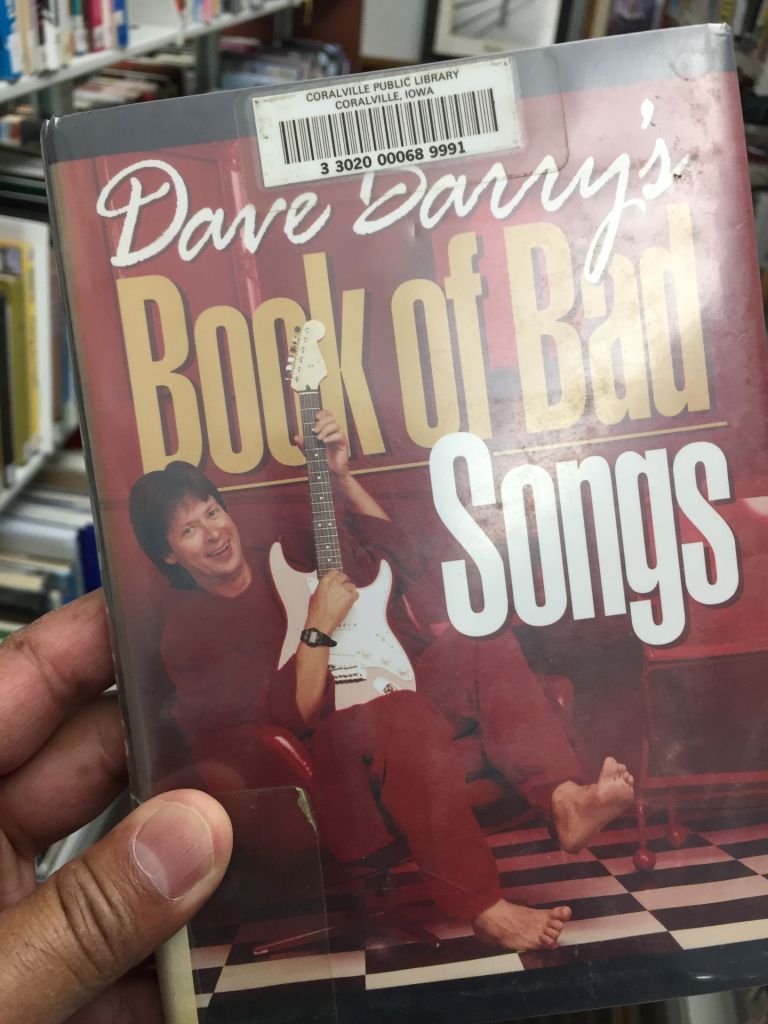 CORALVILLE PUBLIC LIBRARY
CORALVILLE, IOWA
3 3020 00068 9991
Dave Barry's
Book of Bad
Songs